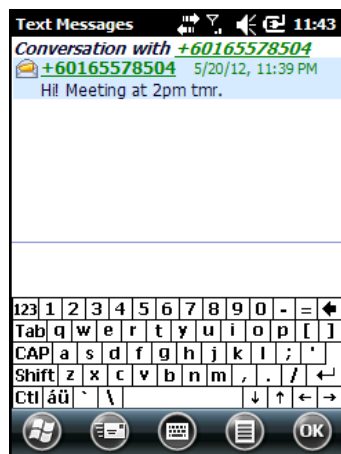 Text Messages 11:43
Conversation with +60165578504
+60165578504 5/20/12, 11:39 PM
Hi! Meeting at 2pm tmr.
123 1 2 3 4 5 6 7 8 9 0 - =
Tab q w e r t y u i o p [ ]
CAP a s d f g h j k l ; '
Shift z x c v b n m , . /
Ctl áü ` \
OK